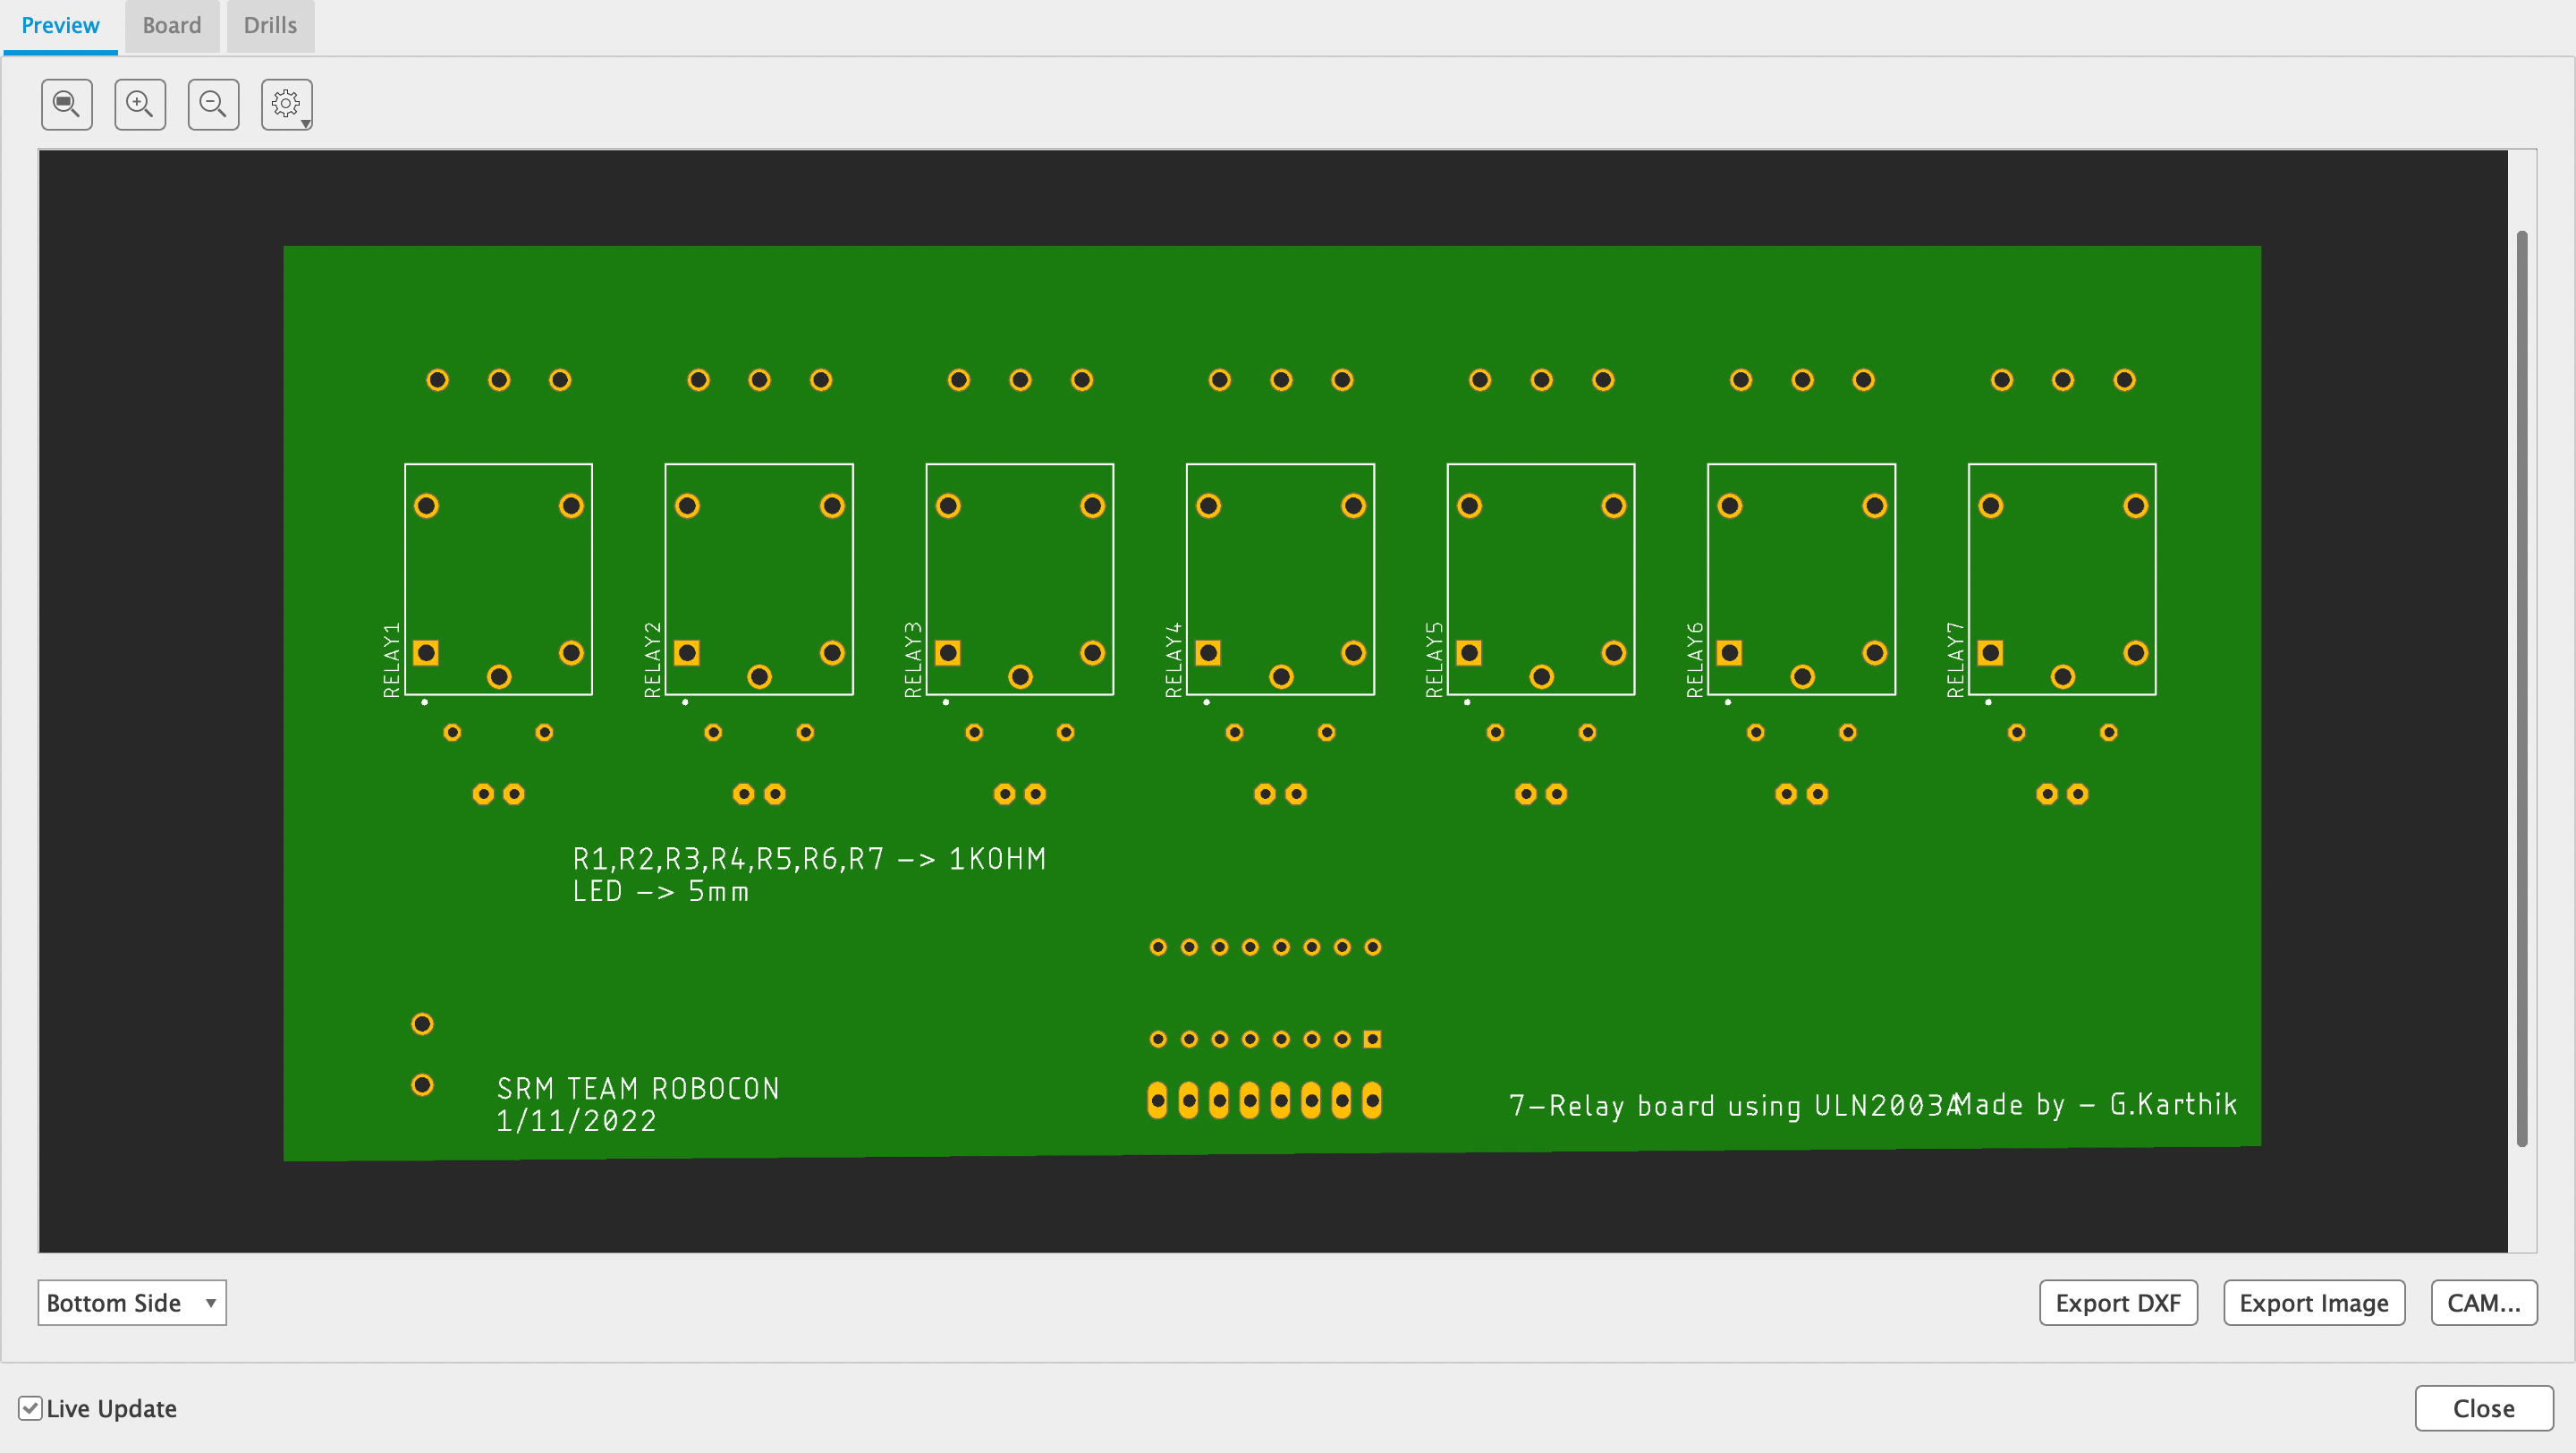 Preview Board Drills
RELAY1 RELAY2 RELAY3 RELAY4 RELAY5 RELAY6 RELAY7
R1,R2,R3,R4,R5,R6,R7 -> 1KOHM
LED -> 5mm
SRM TEAM ROBOCON
1/11/2022
7-Relay board using ULN2003A
Made by - G.Karthik
Bottom Side
Export DXF Export Image CAM...
Live Update
Close